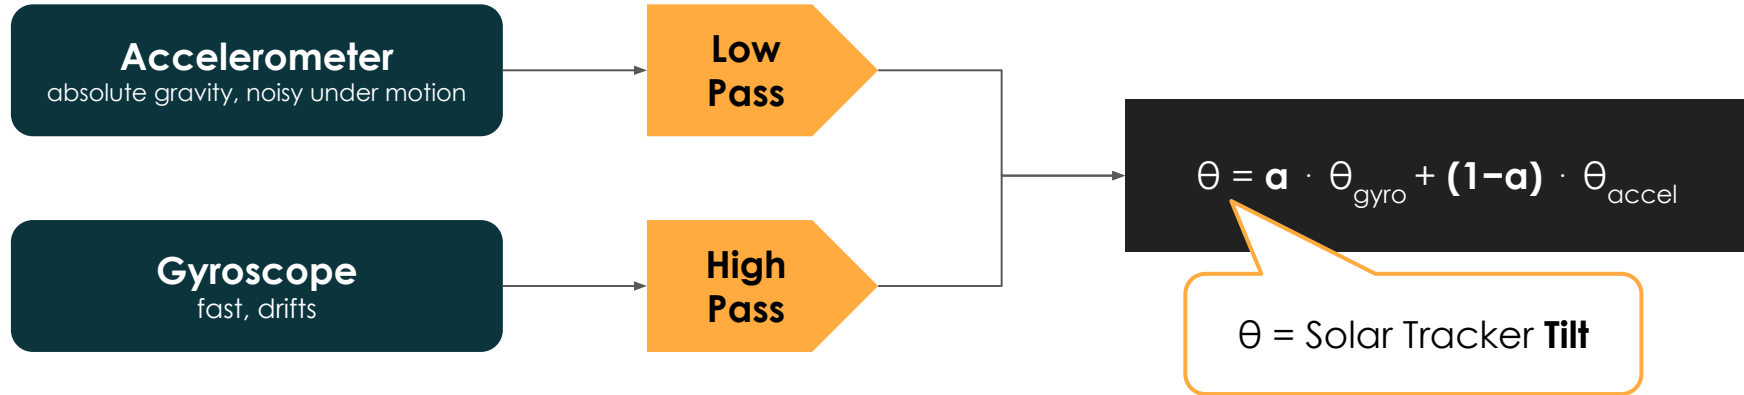 Accelerometer
absolute gravity, noisy under motion
Low
Pass
Gyroscope
fast, drifts
High
Pass
θ = a · θgyro + (1−a) · θaccel
θ = Solar Tracker Tilt